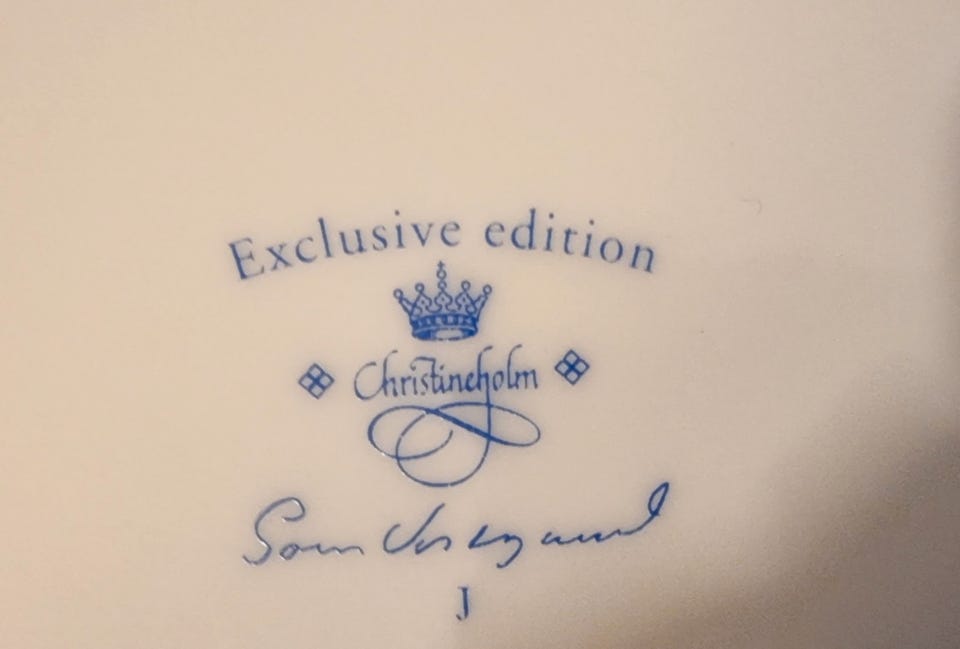 Exclusive edition
Christineholm
J